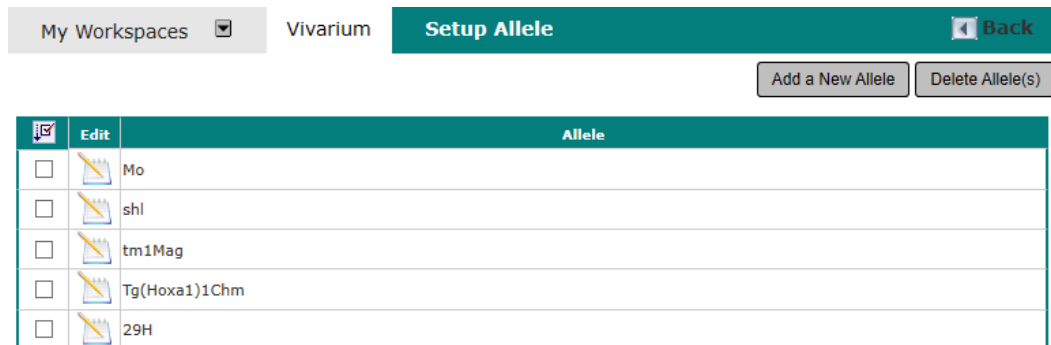 My Workspaces Vivarium Setup Allele Back
Add a New Allele Delete Allele(s)
Edit Allele
Mo
shl
tm1Mag
Tg(Hoxa1)1Chm
29H